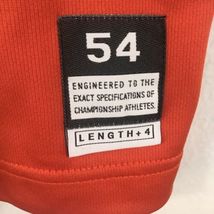 54
ENGINEERED TO THE
EXACT SPECIFICATIONS OF
CHAMPIONSHIP ATHLETES.
LENGTH+4